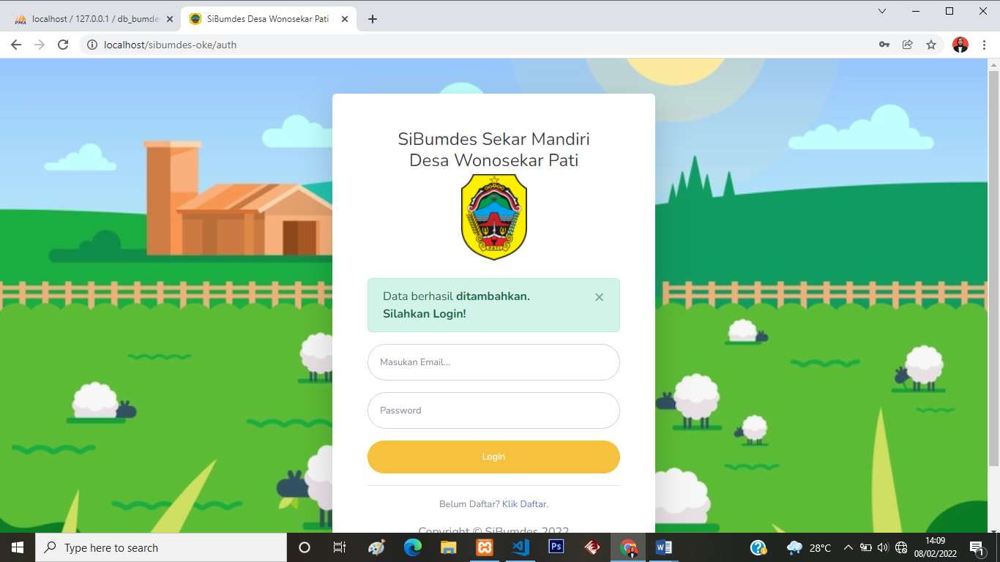 localhost / 127.0.0.1 / db_bumde
SiBumdes Desa Wonosekar Pati
localhost/sibumdes-oke/auth
SiBumdes Sekar Mandiri
Desa Wonosekar Pati
PATI
Data berhasil ditambahkan.
Silahkan Login!
Masukan Email...
Password
Login
Belum Daftar? Klik Daftar.
Copyright © SiBumdes 2022
Type here to search
Ps
28°C
14:09
08/02/2022
1